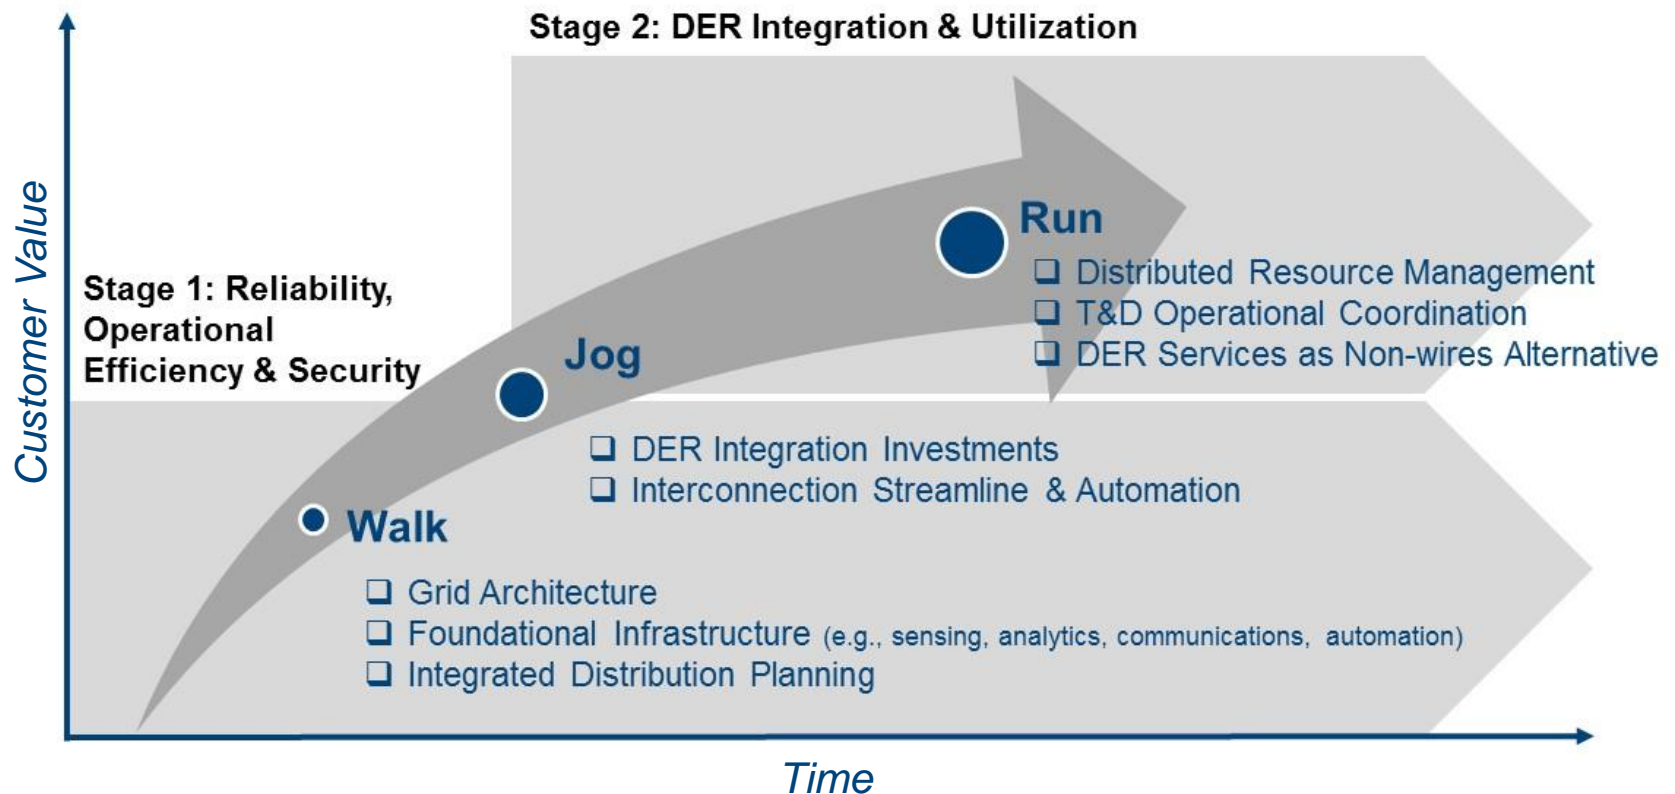 Stage 2: DER Integration & Utilization
Customer Value
Stage 1: Reliability,
Operational
Efficiency & Security
Run
❑ Distributed Resource Management
❑ T&D Operational Coordination
❑ DER Services as Non-wires Alternative
Jog
❑ DER Integration Investments
❑ Interconnection Streamline & Automation
Walk
❑ Grid Architecture
❑ Foundational Infrastructure (e.g., sensing, analytics, communications, automation)
❑ Integrated Distribution Planning
Time